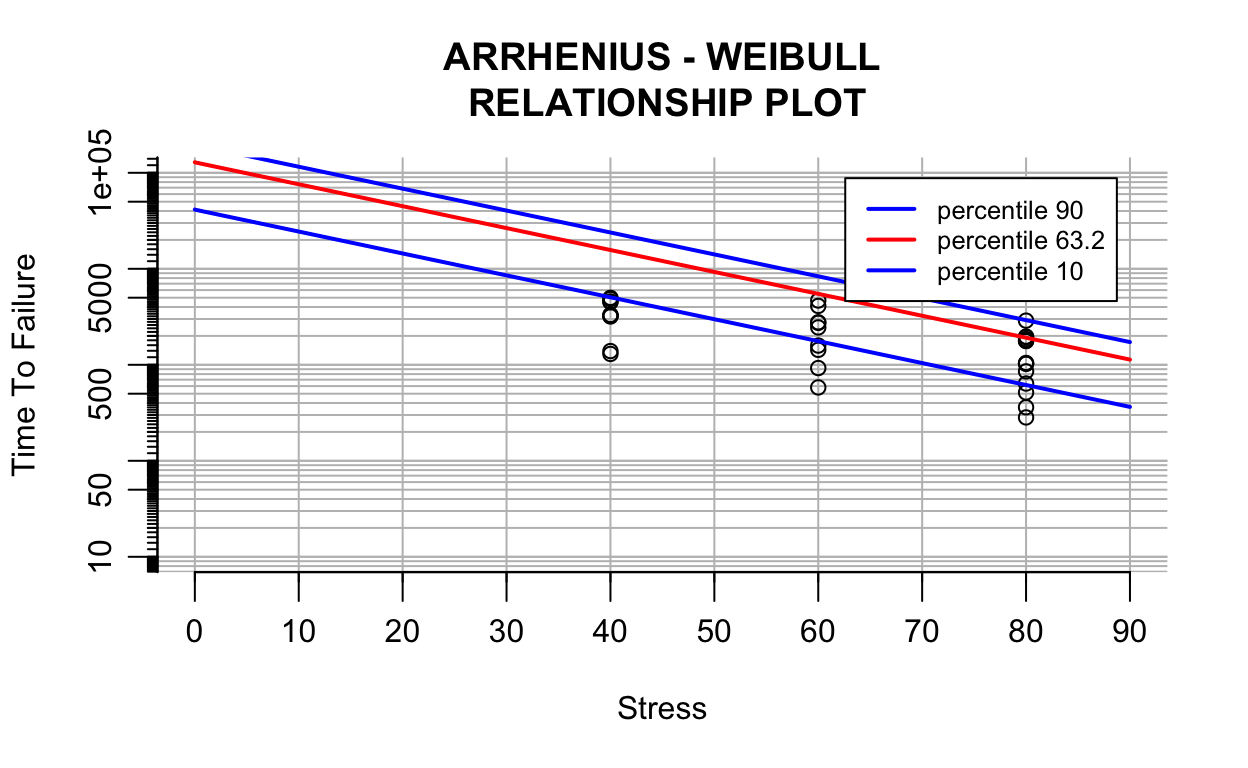 ARRHENIUS - WEIBULL
RELATIONSHIP PLOT
Time To Failure
1e+05
5000
500
50
10
percentile 90
percentile 63.2
percentile 10
0 10 20 30 40 50 60 70 80 90
Stress